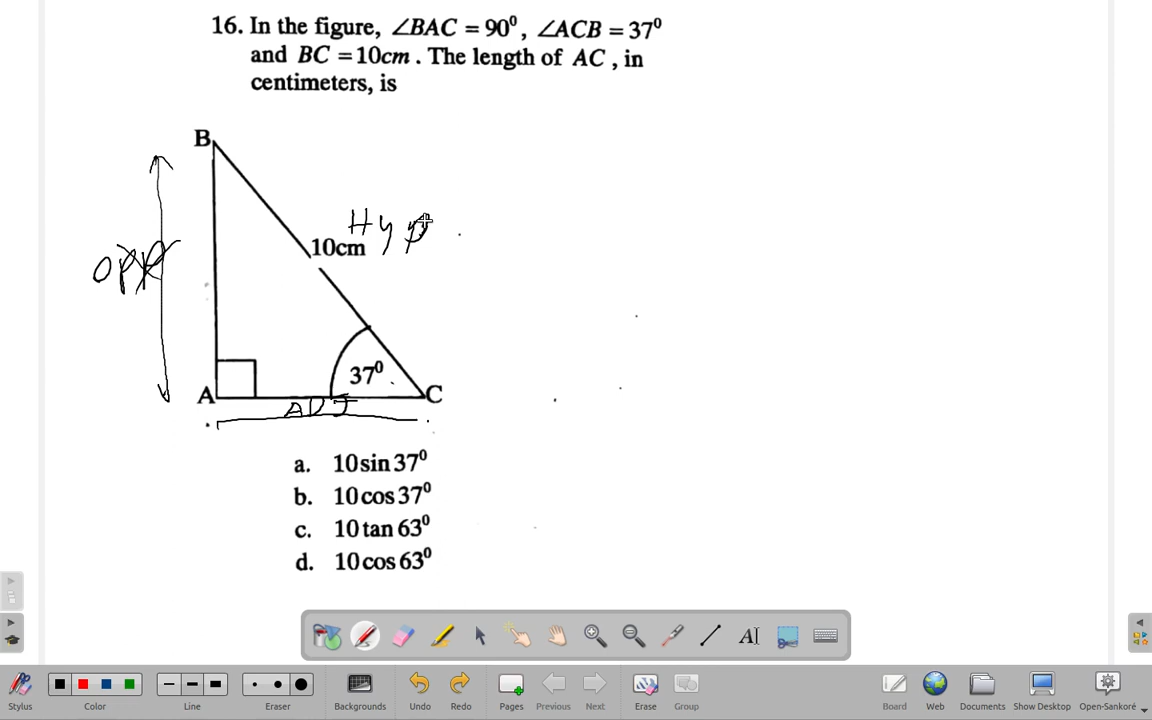 16. In the figure, ∠BAC = 90⁰, ∠ACB = 37⁰
and BC = 10cm. The length of AC, in
centimeters, is
B
Hyp
10cm
OPP
37⁰
A
C
ADJ
a. 10sin37⁰
b. 10cos37⁰
c. 10tan63⁰
d. 10cos63⁰
Stylus
Color
Line
Eraser
Backgrounds
Undo
Redo
Pages
Previous
Next
Erase
Group
Board
Web
Documents
Show Desktop
Open-Sankoré